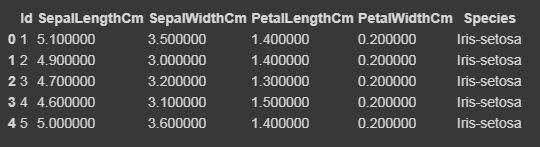 Id SepalLengthCm SepalWidthCm PetalLengthCm PetalWidthCm Species
0 1 5.100000 3.500000 1.400000 0.200000 Iris-setosa
1 2 4.900000 3.000000 1.400000 0.200000 Iris-setosa
2 3 4.700000 3.200000 1.300000 0.200000 Iris-setosa
3 4 4.600000 3.100000 1.500000 0.200000 Iris-setosa
4 5 5.000000 3.600000 1.400000 0.200000 Iris-setosa